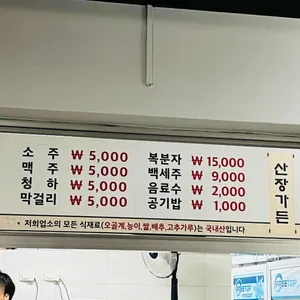 소 주 ₩ 5,000
맥 주 ₩ 5,000
청 하 ₩ 5,000
막걸리 ₩ 5,000
복분자 ₩ 15,000
백세주 ₩ 9,000
음료수 ₩ 2,000
공기밥 ₩ 1,000
산장가든
· 저희업소의 모든 식재료(오골계,능이,쌀,배추,고추가루)는 국내산입니다